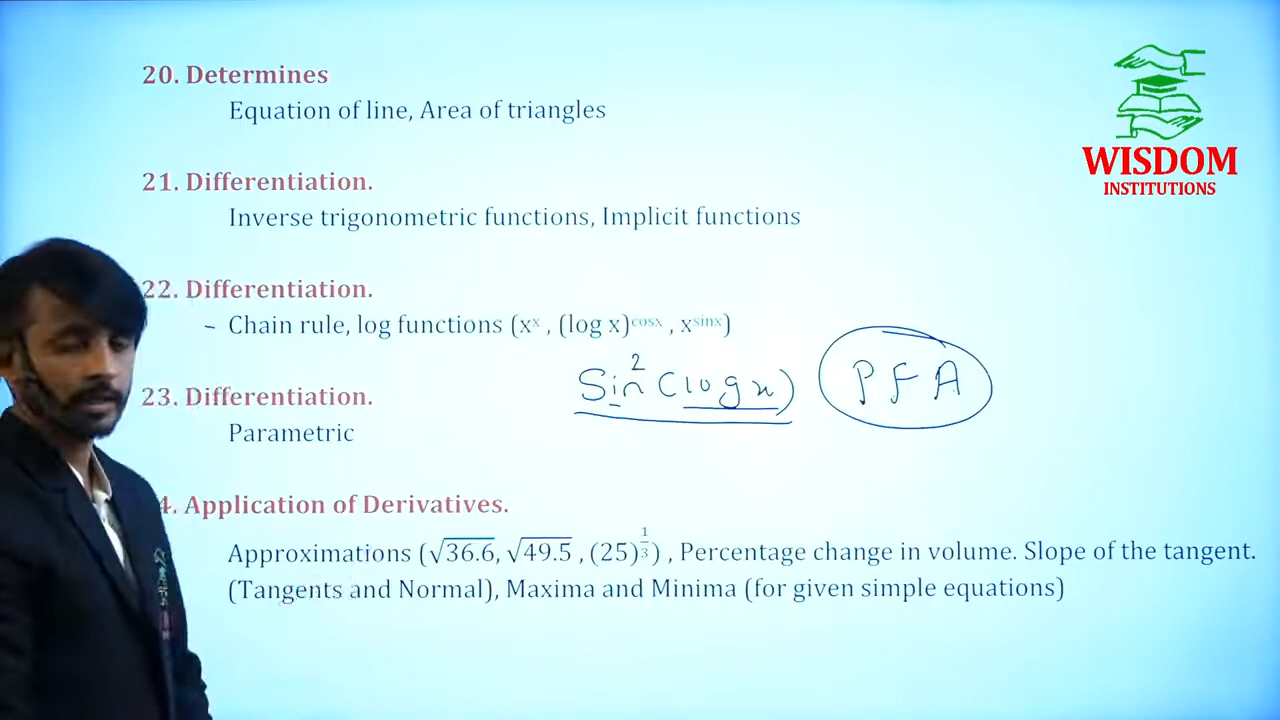 20. Determines
Equation of line, Area of triangles
WISDOM
INSTITUTIONS
21. Differentiation.
Inverse trigonometric functions, Implicit functions
22. Differentiation.
– Chain rule, log functions (xˣ , (log x)ᶜᵒˢˣ , xˢⁱⁿˣ)
Sin² (log x)
PFA
23. Differentiation.
Parametric
4. Application of Derivatives.
Approximations (√36.6, √49.5 , (25)^(1/3)) , Percentage change in volume. Slope of the tangent.
(Tangents and Normal), Maxima and Minima (for given simple equations)